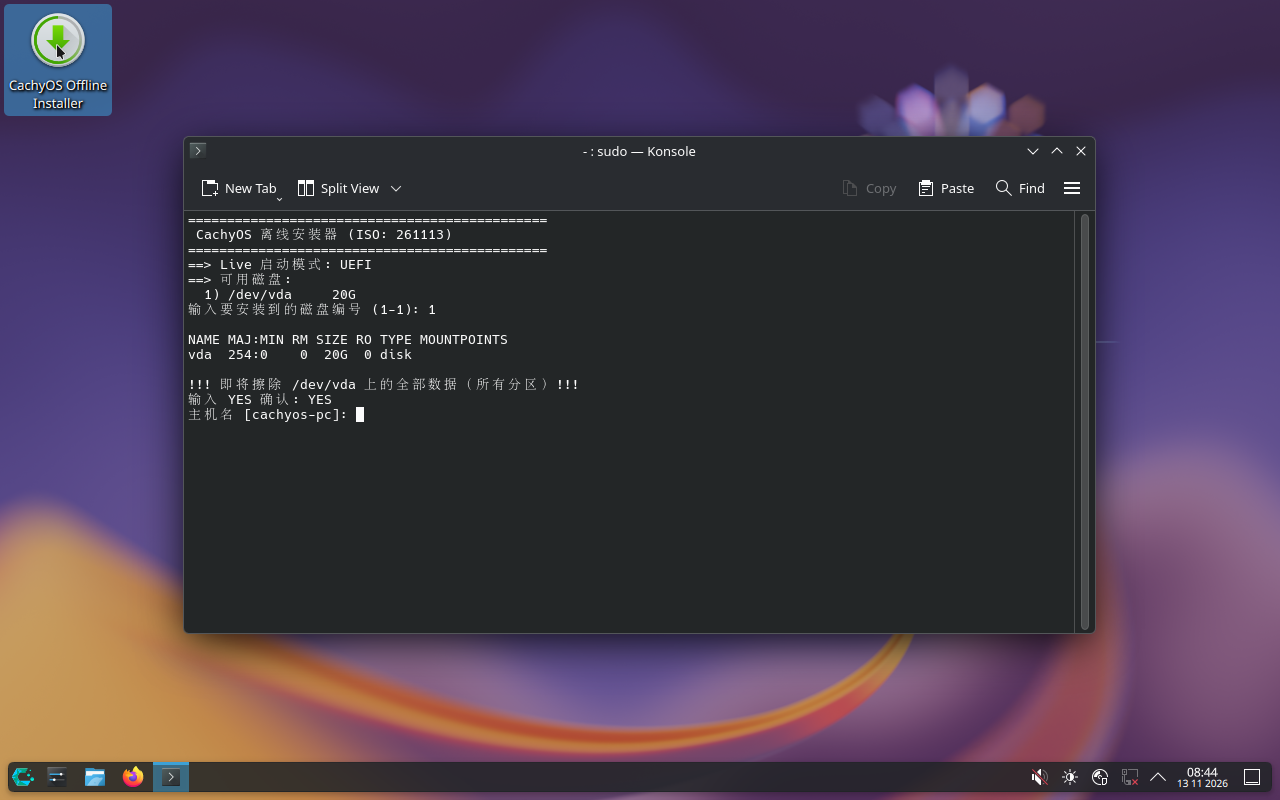 CachyOS Offline
Installer
- : sudo — Konsole
New Tab
Split View
Copy
Paste
Find
=============================================
CachyOS 离线安装器 (ISO: 261113)
=============================================
==> Live 启动模式: UEFI
==> 可用磁盘:
1) /dev/vda     20G
输入要安装到的磁盘编号 (1-1): 1
NAME MAJ:MIN RM SIZE RO TYPE MOUNTPOINTS
vda  254:0    0  20G  0 disk
!!! 即将擦除 /dev/vda 上的全部数据（所有分区）!!!
输入 YES 确认: YES
主机名 [cachyos-pc]:
08:44
13 11 2026